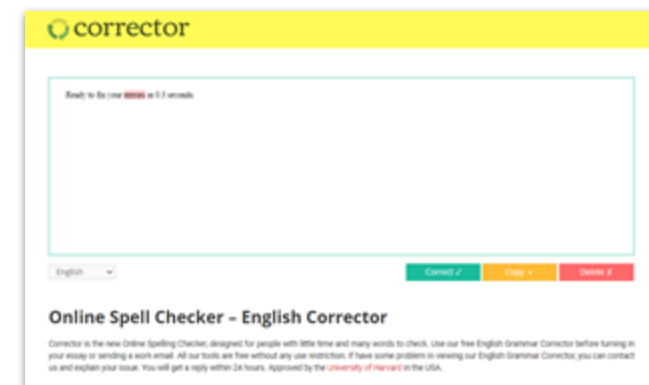 corrector
Ready to fix your errors in 0.3 seconds.
English
Correct ✓ Copy + Delete ✗
Online Spell Checker – English Corrector
Corrector is the new Online Spelling Checker, designed for people with little time and many words to check. Use our free English Grammar Corrector before turning in
your essay or sending a work email. All our tools are free without any use restriction. If have some problem in viewing our English Grammar Corrector, you can contact
us and explain your issue. You will get a reply within 24 hours. Approved by the University of Harvard in the USA.